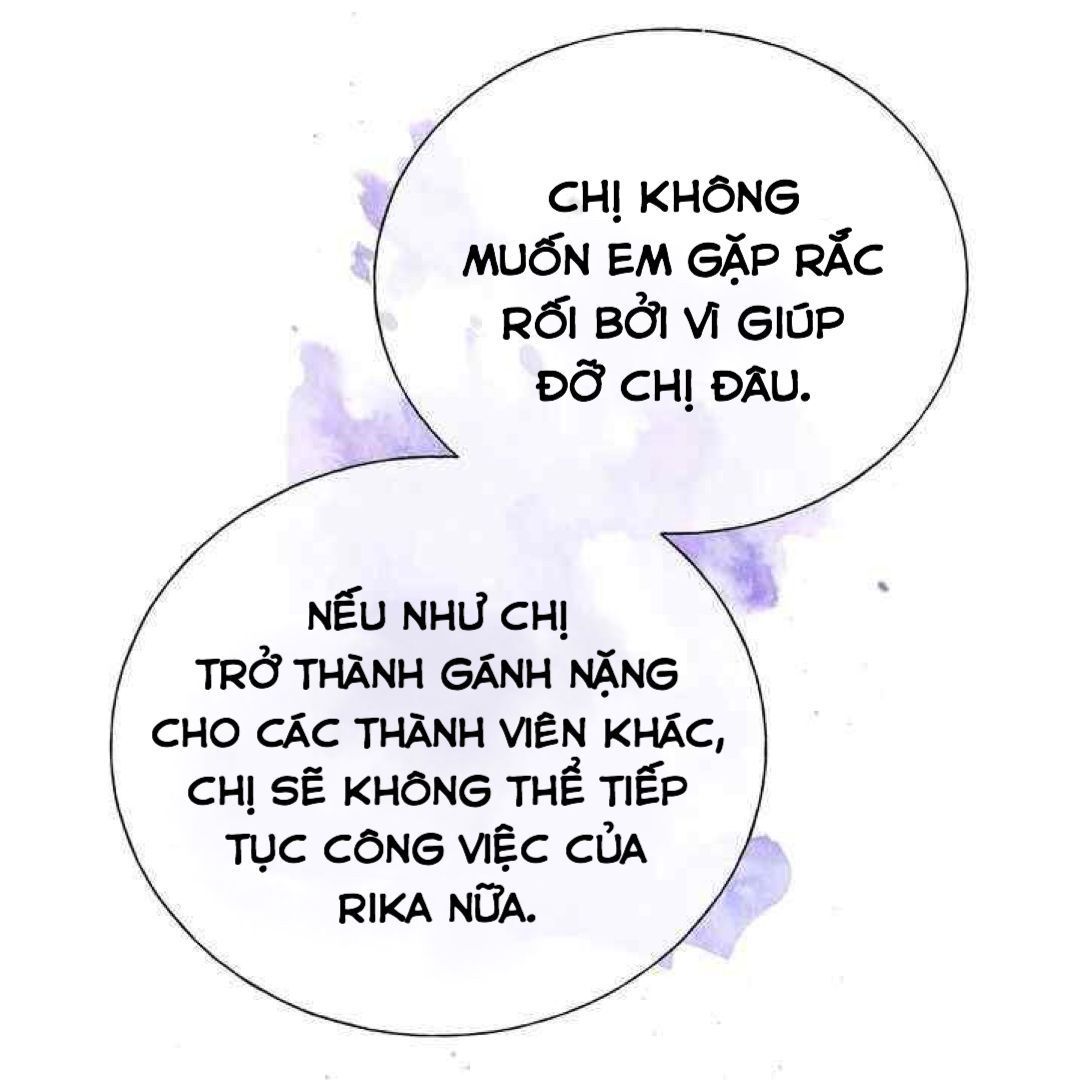 CHỊ KHÔNG
MUỐN EM GẶP RẮC
RỐI BỞI VÌ GIÚP
ĐỠ CHỊ ĐÂU.
NẾU NHƯ CHỊ
TRỞ THÀNH GÁNH NẶNG
CHO CÁC THÀNH VIÊN KHÁC,
CHỊ SẼ KHÔNG THỂ TIẾP
TỤC CÔNG VIỆC CỦA
RIKA NỮA.